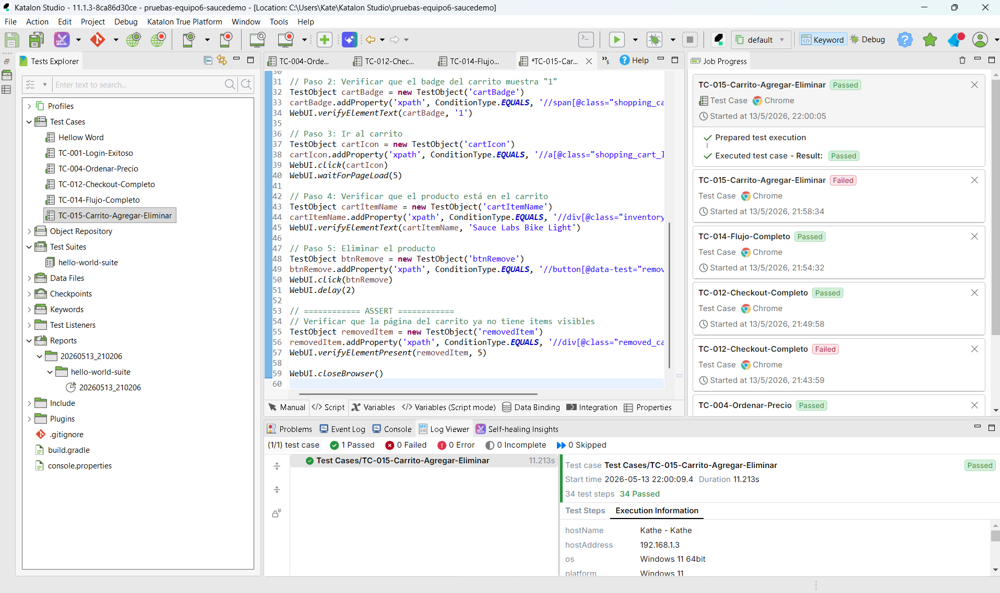 Katalon Studio - 11.1.3-8ca86d30ce - pruebas-equipo6-saucedemo - [Location: C:\Users\Kate\Katalon Studio\pruebas-equipo6-saucedemo]
File Action Edit Project Debug Katalon True Platform Window Tools Help
default Keyword Debug
Tests Explorer
Enter text to search...
Profiles
Test Cases
Hellow Word
TC-001-Login-Exitoso
TC-004-Ordenar-Precio
TC-012-Checkout-Completo
TC-014-Flujo-Completo
TC-015-Carrito-Agregar-Eliminar
Object Repository
Test Suites
hello-world-suite
Data Files
Checkpoints
Keywords
Test Listeners
Reports
20260513_210206
hello-world-suite
20260513_210206
Include
Plugins
.gitignore
build.gradle
console.properties
TC-004-Orde... TC-012-Chec... TC-014-Flujo... *TC-015-Car... »5 Help
30
31 // Paso 2: Verificar que el badge del carrito muestra "1"
32 TestObject cartBadge = new TestObject('cartBadge')
33 cartBadge.addProperty('xpath', ConditionType.EQUALS, '//span[@class="shopping_ca
34 WebUI.verifyElementText(cartBadge, '1')
35
36 // Paso 3: Ir al carrito
37 TestObject cartIcon = new TestObject('cartIcon')
38 cartIcon.addProperty('xpath', ConditionType.EQUALS, '//a[@class="shopping_cart_l
39 WebUI.click(cartIcon)
40 WebUI.waitForPageLoad(5)
41
42 // Paso 4: Verificar que el producto está en el carrito
43 TestObject cartItemName = new TestObject('cartItemName')
44 cartItemName.addProperty('xpath', ConditionType.EQUALS, '//div[@class="inventory
45 WebUI.verifyElementText(cartItemName, 'Sauce Labs Bike Light')
46
47 // Paso 5: Eliminar el producto
48 TestObject btnRemove = new TestObject('btnRemove')
49 btnRemove.addProperty('xpath', ConditionType.EQUALS, '//button[@data-test="remov
50 WebUI.click(btnRemove)
51 WebUI.delay(2)
52
53 // ============ ASSERT ============
54 // Verificar que la página del carrito ya no tiene items visibles
55 TestObject removedItem = new TestObject('removedItem')
56 removedItem.addProperty('xpath', ConditionType.EQUALS, '//div[@class="removed_ca
57 WebUI.verifyElementPresent(removedItem, 5)
58
59 WebUI.closeBrowser()
60
Manual Script Variables Variables (Script mode) Data Binding Integration Properties
Job Progress
TC-015-Carrito-Agregar-Eliminar Passed
Test Case Chrome
Started at 13/5/2026, 22:00:05
Prepared test execution
Executed test case - Result: Passed
TC-015-Carrito-Agregar-Eliminar Failed
Test Case Chrome
Started at 13/5/2026, 21:58:34
TC-014-Flujo-Completo Passed
Test Case Chrome
Started at 13/5/2026, 21:54:32
TC-012-Checkout-Completo Passed
Test Case Chrome
Started at 13/5/2026, 21:49:58
TC-012-Checkout-Completo Failed
Test Case Chrome
Started at 13/5/2026, 21:43:59
TC-004-Ordenar-Precio Passed
Problems Event Log Console Log Viewer Self-healing Insights
(1/1) test case 1 Passed 0 Failed 0 Error 0 Incomplete 0 Skipped
Test Cases/TC-015-Carrito-Agregar-Eliminar 11.213s
Test case Test Cases/TC-015-Carrito-Agregar-Eliminar Passed
Start time 2026-05-13 22:00:09.4 Duration 11.213s
34 test steps 34 Passed
Test Steps Execution Information
hostName Kathe - Kathe
hostAddress 192.168.1.3
os Windows 11 64bit
platform Windows 11